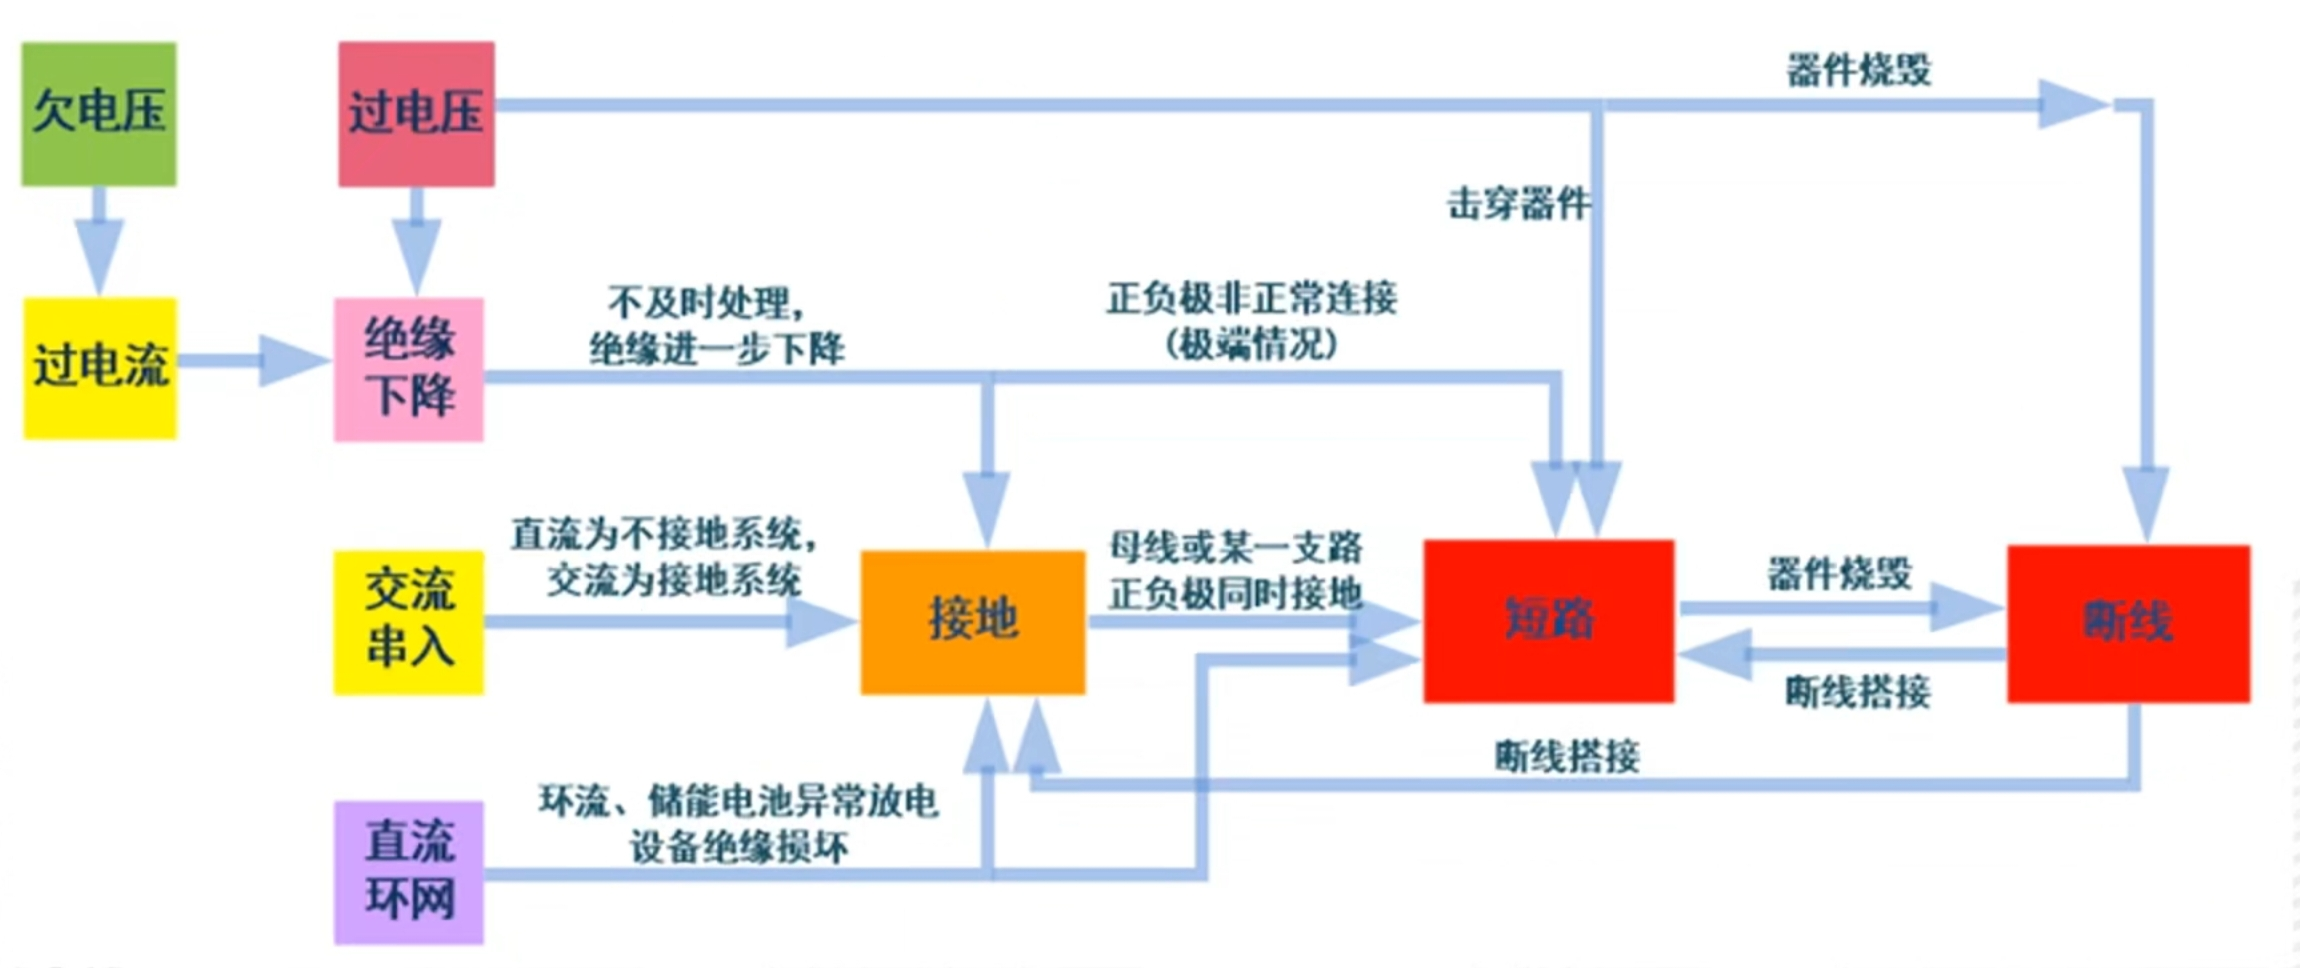 欠电压
过电压
器件烧毁
击穿器件
过电流
绝缘
下降
不及时处理，
绝缘进一步下降
正负极非正常连接
(极端情况)
交流
串入
直流为不接地系统，
交流为接地系统
接地
母线或某一支路
正负极同时接地
短路
器件烧毁
断线搭接
断线
断线搭接
直流
环网
环流、储能电池异常放电
设备绝缘损坏